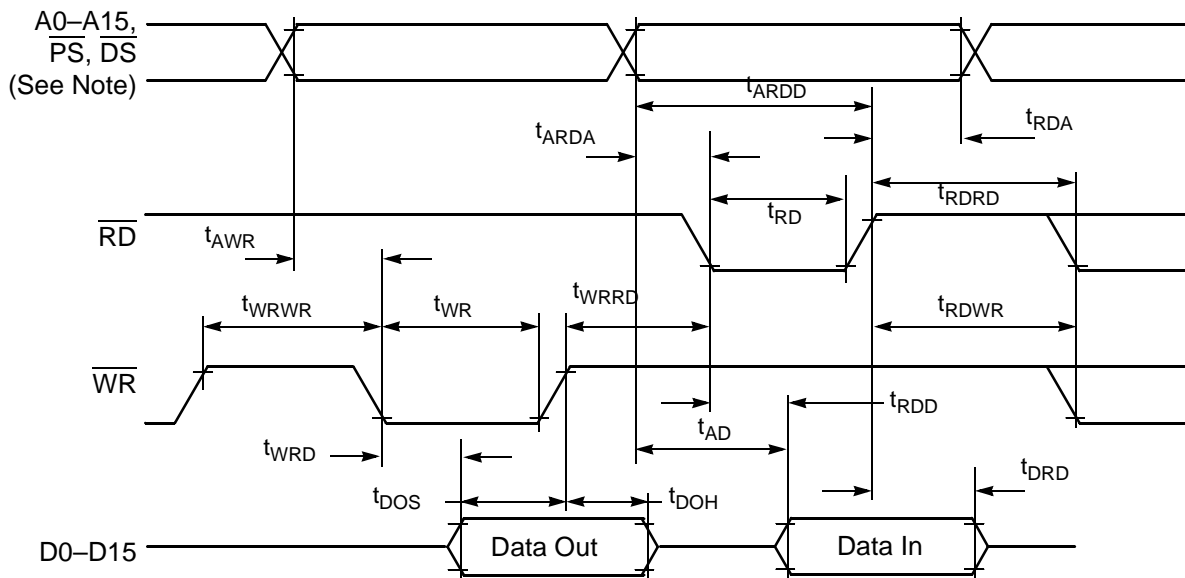 A0–A15,
PS, DS
(See Note)
tARDD
tRDA
tARDA
tRDRD
tRD
RD
tAWR
tWRWR
tWR
tWRRD
tRDWR
WR
tRDD
tAD
tWRD
tDRD
tDOS
tDOH
D0–D15
Data Out
Data In